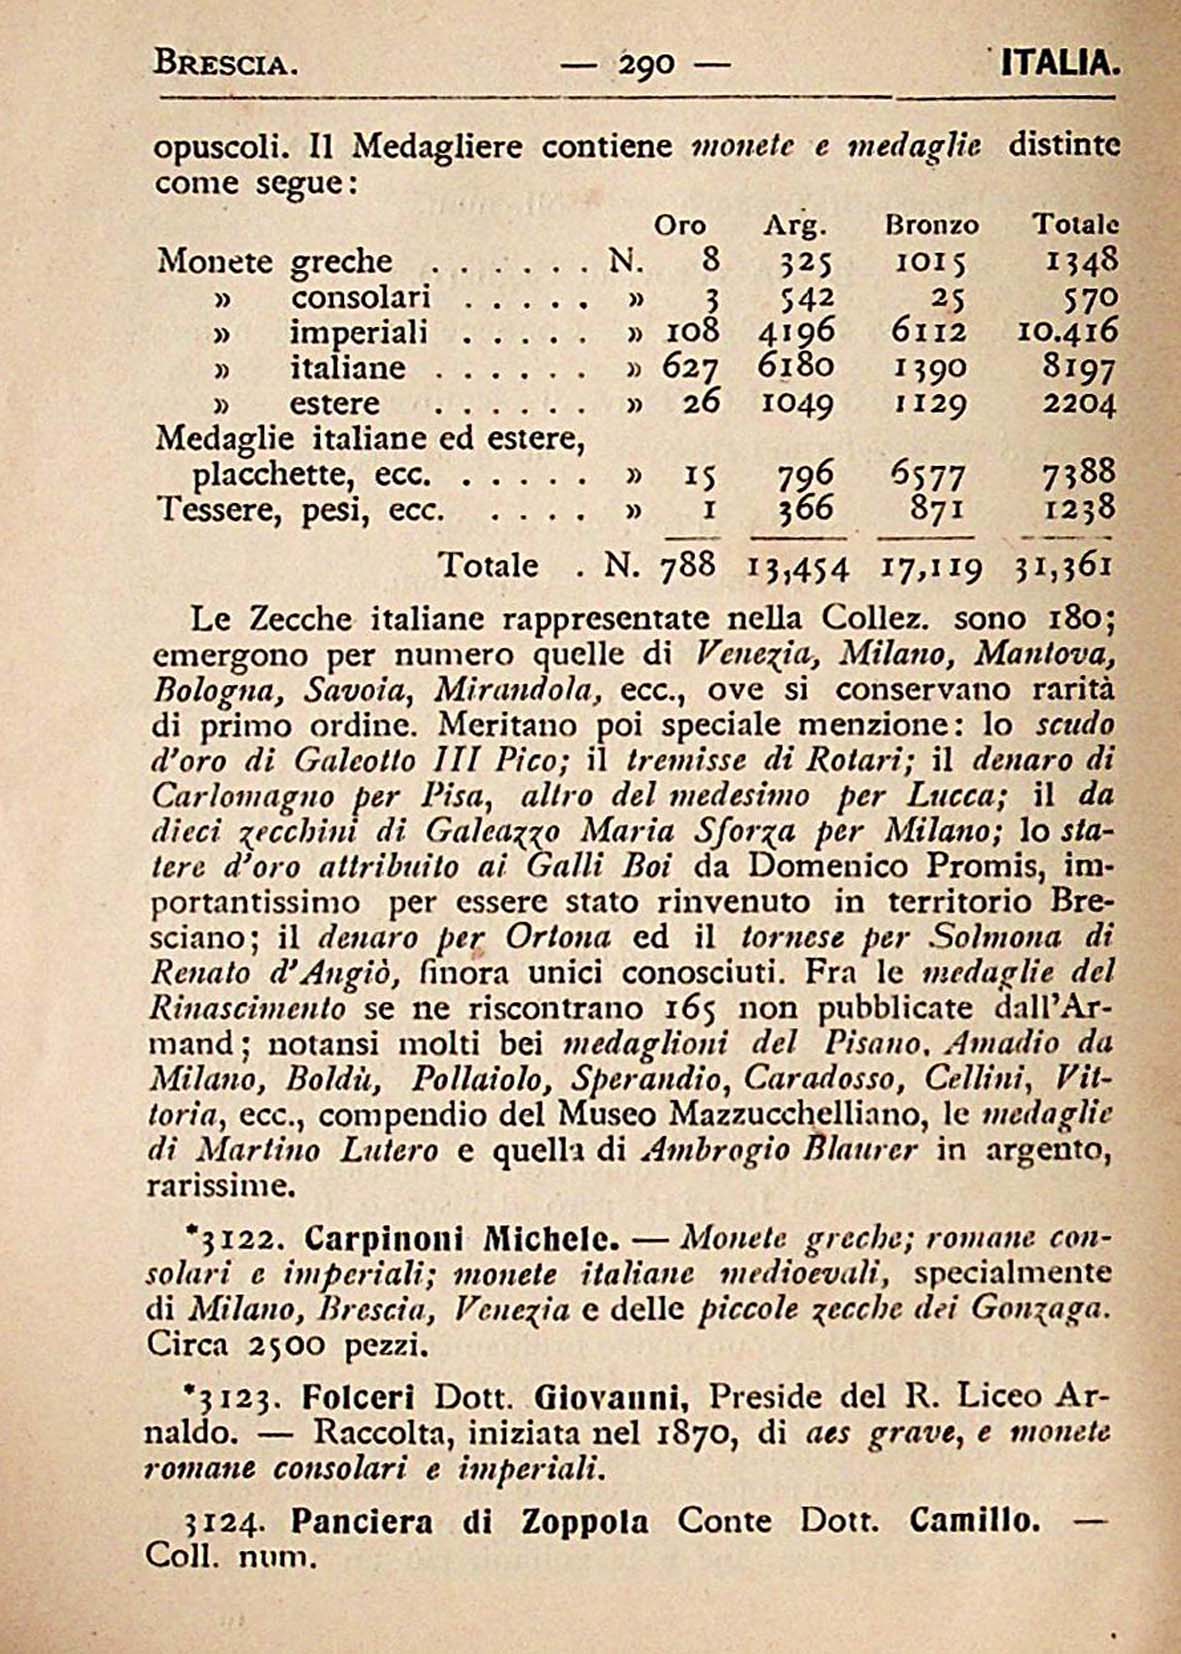 BRESCIA. — 290 — ITALIA.
opuscoli. Il Medagliere contiene monete e medaglie distinte
come segue:
Oro Arg. Bronzo Totale
Monete greche . . . . . . N. 8 325 1015 1348
» consolari . . . . . » 3 542 25 570
» imperiali . . . . . » 108 4196 6112 10.416
» italiane . . . . . . » 627 6180 1390 8197
» estere . . . . . . » 26 1049 1129 2204
Medaglie italiane ed estere,
placchette, ecc. . . . . . » 15 796 6577 7388
Tessere, pesi, ecc. . . . . » 1 366 871 1238
Totale . N. 788 13,454 17,119 31,361
Le Zecche italiane rappresentate nella Collez. sono 180;
emergono per numero quelle di Venezia, Milano, Mantova,
Bologna, Savoia, Mirandola, ecc., ove si conservano rarità
di primo ordine. Meritano poi speciale menzione: lo scudo
d'oro di Galeotto III Pico; il tremisse di Rotari; il denaro di
Carlomagno per Pisa, altro del medesimo per Lucca; il da
dieci zecchini di Galeazzo Maria Sforza per Milano; lo sta-
tere d'oro attribuito ai Galli Boi da Domenico Promis, im-
portantissimo per essere stato rinvenuto in territorio Bre-
sciano; il denaro per Ortona ed il tornese per Solmona di
Renato d'Angiò, finora unici conosciuti. Fra le medaglie del
Rinascimento se ne riscontrano 165 non pubblicate dall'Ar-
mand; notansi molti bei medaglioni del Pisano, Amadio da
Milano, Boldù, Pollaiolo, Sperandio, Caradosso, Cellini, Vit-
toria, ecc., compendio del Museo Mazzucchelliano, le medaglie
di Martino Lutero e quella di Ambrogio Blaurer in argento,
rarissime.
*3122. Carpinoni Michele. — Monete greche; romane con-
solari e imperiali; monete italiane medioevali, specialmente
di Milano, Brescia, Venezia e delle piccole zecche dei Gonzaga.
Circa 2500 pezzi.
*3123. Folceri Dott. Giovanni, Preside del R. Liceo Ar-
naldo. — Raccolta, iniziata nel 1870, di aes grave, e monete
romane consolari e imperiali.
3124. Panciera di Zoppola Conte Dott. Camillo. —
Coll. num.